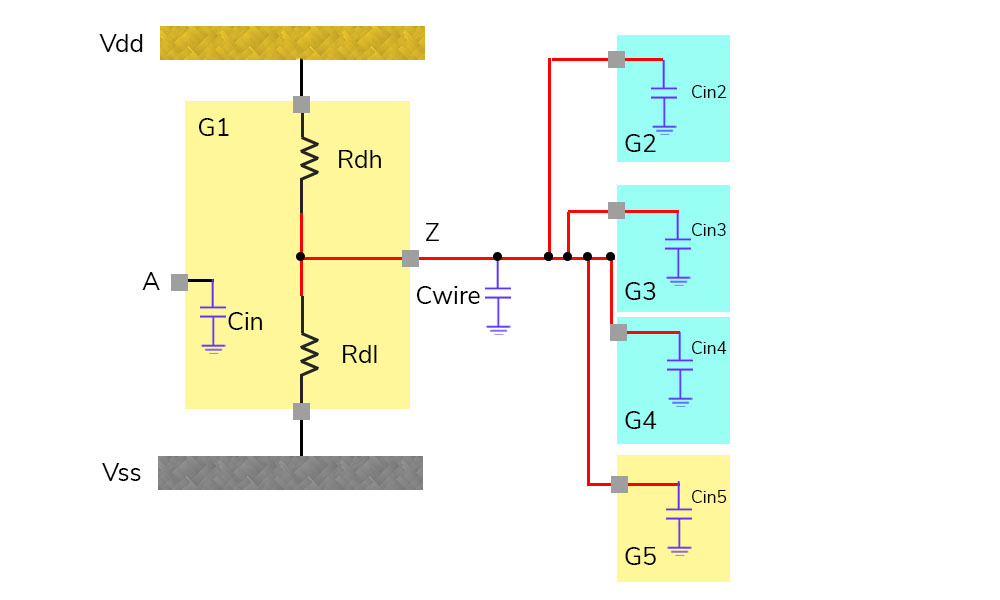 Vdd
G1
Rdh
Z
A
Cin
Cwire
Rdl
Vss
Cin2
G2
Cin3
G3
Cin4
G4
Cin5
G5